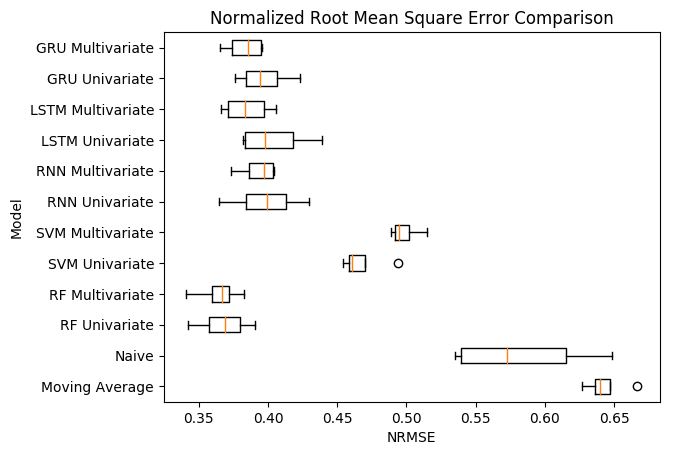 Normalized Root Mean Square Error Comparison
Model
GRU Multivariate
GRU Univariate
LSTM Multivariate
LSTM Univariate
RNN Multivariate
RNN Univariate
SVM Multivariate
SVM Univariate
RF Multivariate
RF Univariate
Naive
Moving Average
0.35 0.40 0.45 0.50 0.55 0.60 0.65
NRMSE